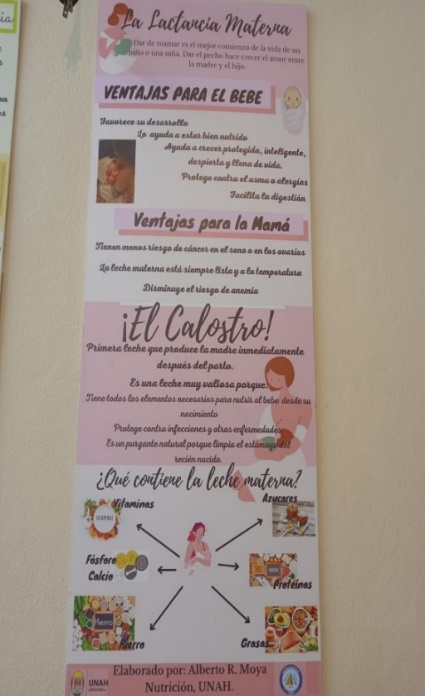 La Lactancia Materna
Dar de mamar es el mejor comienzo de la vida de un
niño o una niña. Dar el pecho hace crecer el amor entre
la madre y el hijo.
VENTAJAS PARA EL BEBE
Favorece su desarrollo
Lo ayuda a estar bien nutrido
Ayuda a crecer protegida, inteligente,
despierta y llena de vida.
Protege contra el asma o alergias
Facilita la digestión
Ventajas para la Mamá
Tienen menos riesgo de cáncer en el seno o en los ovarios
La leche materna está siempre lista y a la temperatura
Disminuye el riesgo de anemia
¡El Calostro!
Primera leche que produce la madre inmediatamente
después del parto.
Es una leche muy valiosa porque:
Tiene todos los elementos necesarios para nutrir al bebé desde su
nacimiento
Protege contra infecciones y otras enfermedades
Es un purgante natural porque limpia el estómago del
recién nacido.
¿Qué contiene la leche materna?
Vitaminas
Azucares
Fósforo
Calcio
Proteínas
Hierro
Hierro
Grasas
Elaborado por: Alberto R. Moya
Nutrición, UNAH.
UNAH